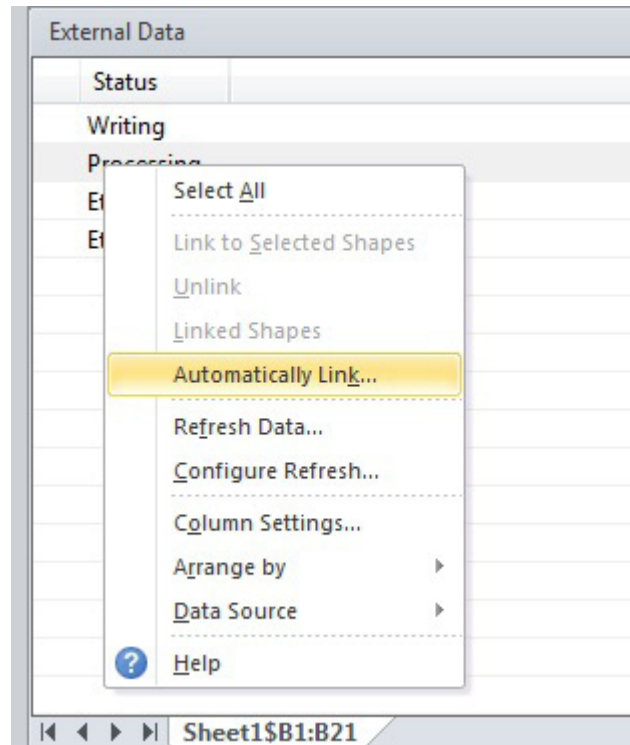 External Data
Status
Writing
Processing
Select All
Link to Selected Shapes
Unlink
Linked Shapes
Automatically Link...
Refresh Data...
Configure Refresh...
Column Settings...
Arrange by
Data Source
Help
Sheet1$B1:B21